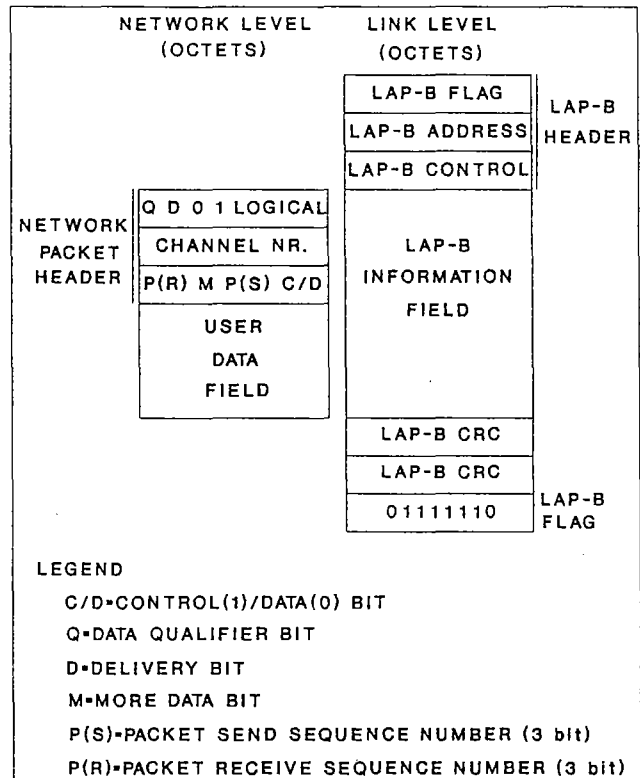 NETWORK LEVEL
(OCTETS)
LINK LEVEL
(OCTETS)
LAP-B FLAG
LAP-B ADDRESS
LAP-B CONTROL
LAP-B
HEADER
NETWORK
PACKET
HEADER
Q D 0 1 LOGICAL
CHANNEL NR.
P(R) M P(S) C/D
USER
DATA
FIELD
LAP-B
INFORMATION
FIELD
LAP-B CRC
LAP-B CRC
01111110
LAP-B
FLAG
LEGEND
C/D=CONTROL(1)/DATA(0) BIT
Q=DATA QUALIFIER BIT
D=DELIVERY BIT
M=MORE DATA BIT
P(S)=PACKET SEND SEQUENCE NUMBER (3 bit)
P(R)=PACKET RECEIVE SEQUENCE NUMBER (3 bit)